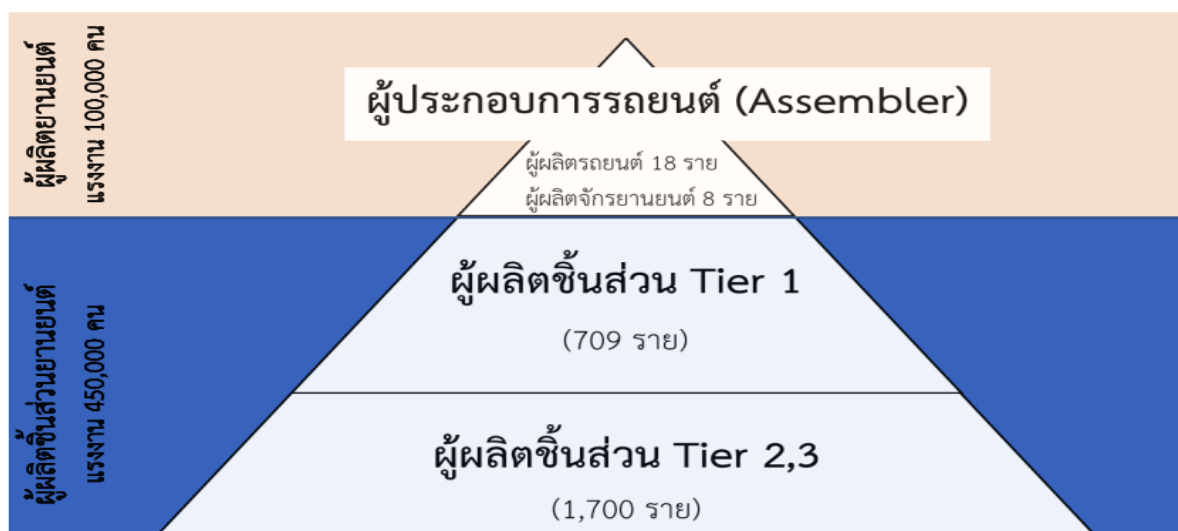 ผู้ผลิตยานยนต์
แรงงาน 100,000 คน
ผู้ประกอบการรถยนต์ (Assembler)
ผู้ผลิตรถยนต์ 18 ราย
ผู้ผลิตจักรยานยนต์ 8 ราย
ผู้ผลิตชิ้นส่วนยานยนต์
แรงงาน 450,000 คน
ผู้ผลิตชิ้นส่วน Tier 1
(709 ราย)
ผู้ผลิตชิ้นส่วน Tier 2,3
(1,700 ราย)